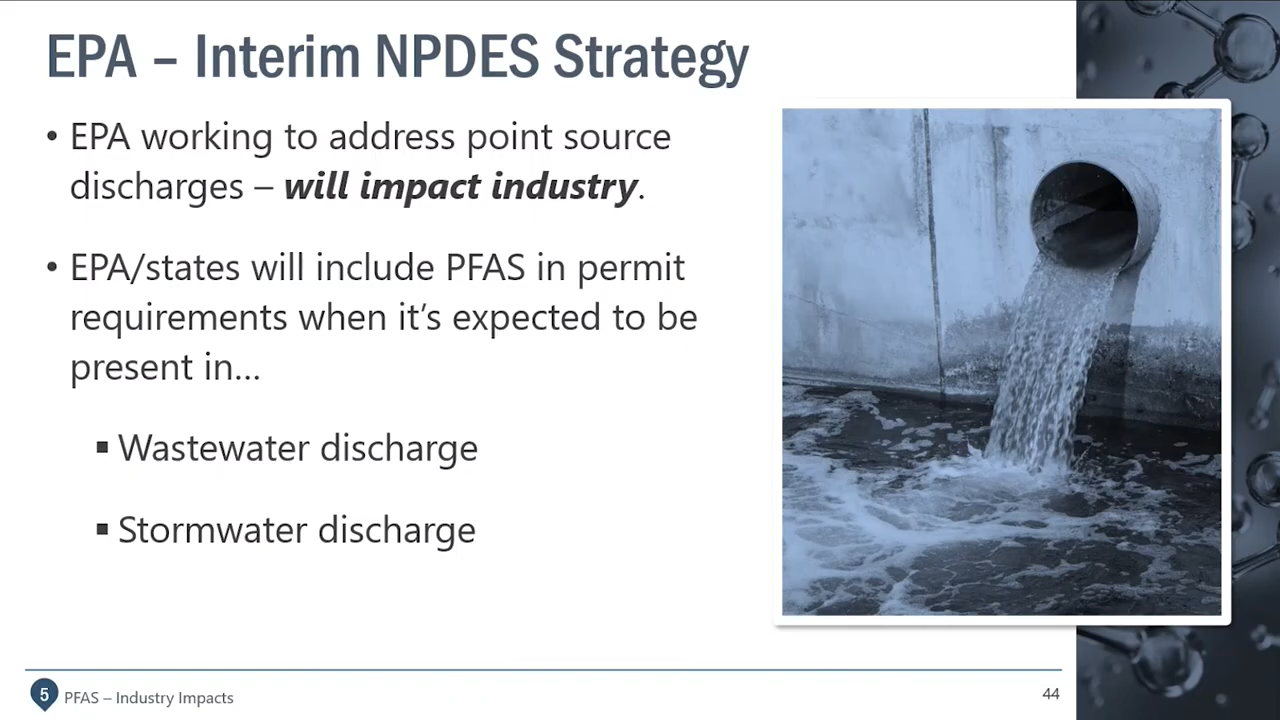 EPA – Interim NPDES Strategy
• EPA working to address point source
discharges – will impact industry.
• EPA/states will include PFAS in permit
requirements when it’s expected to be
present in…
▪ Wastewater discharge
▪ Stormwater discharge
5 PFAS – Industry Impacts
44